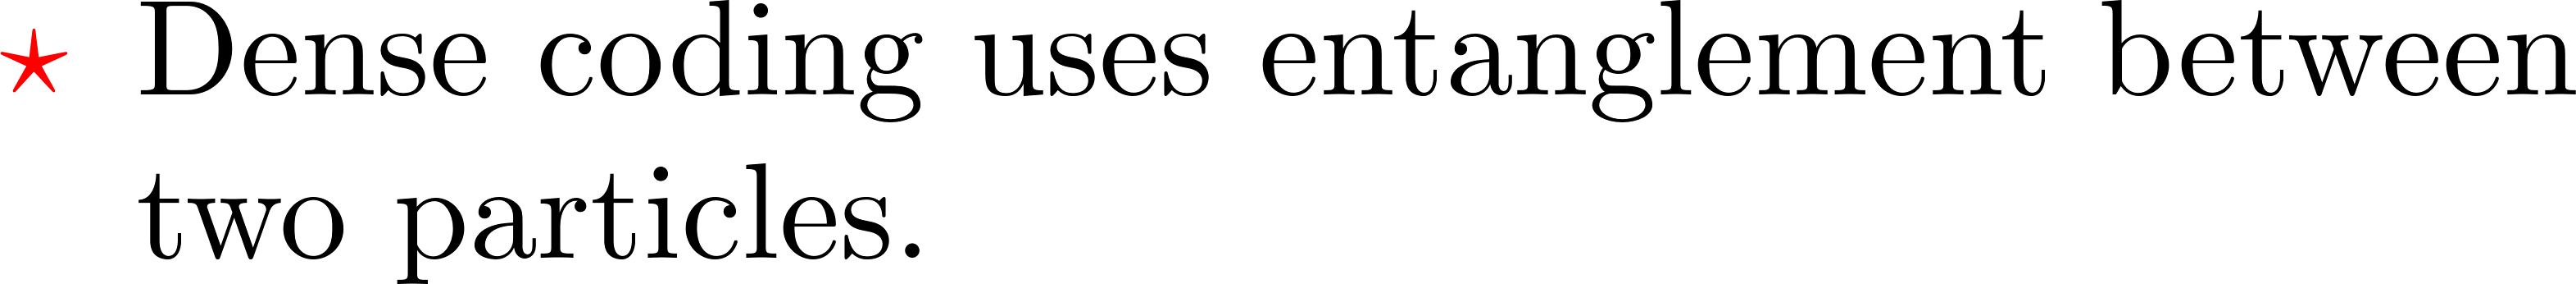 ⋆ Dense coding uses entanglement between
two particles.